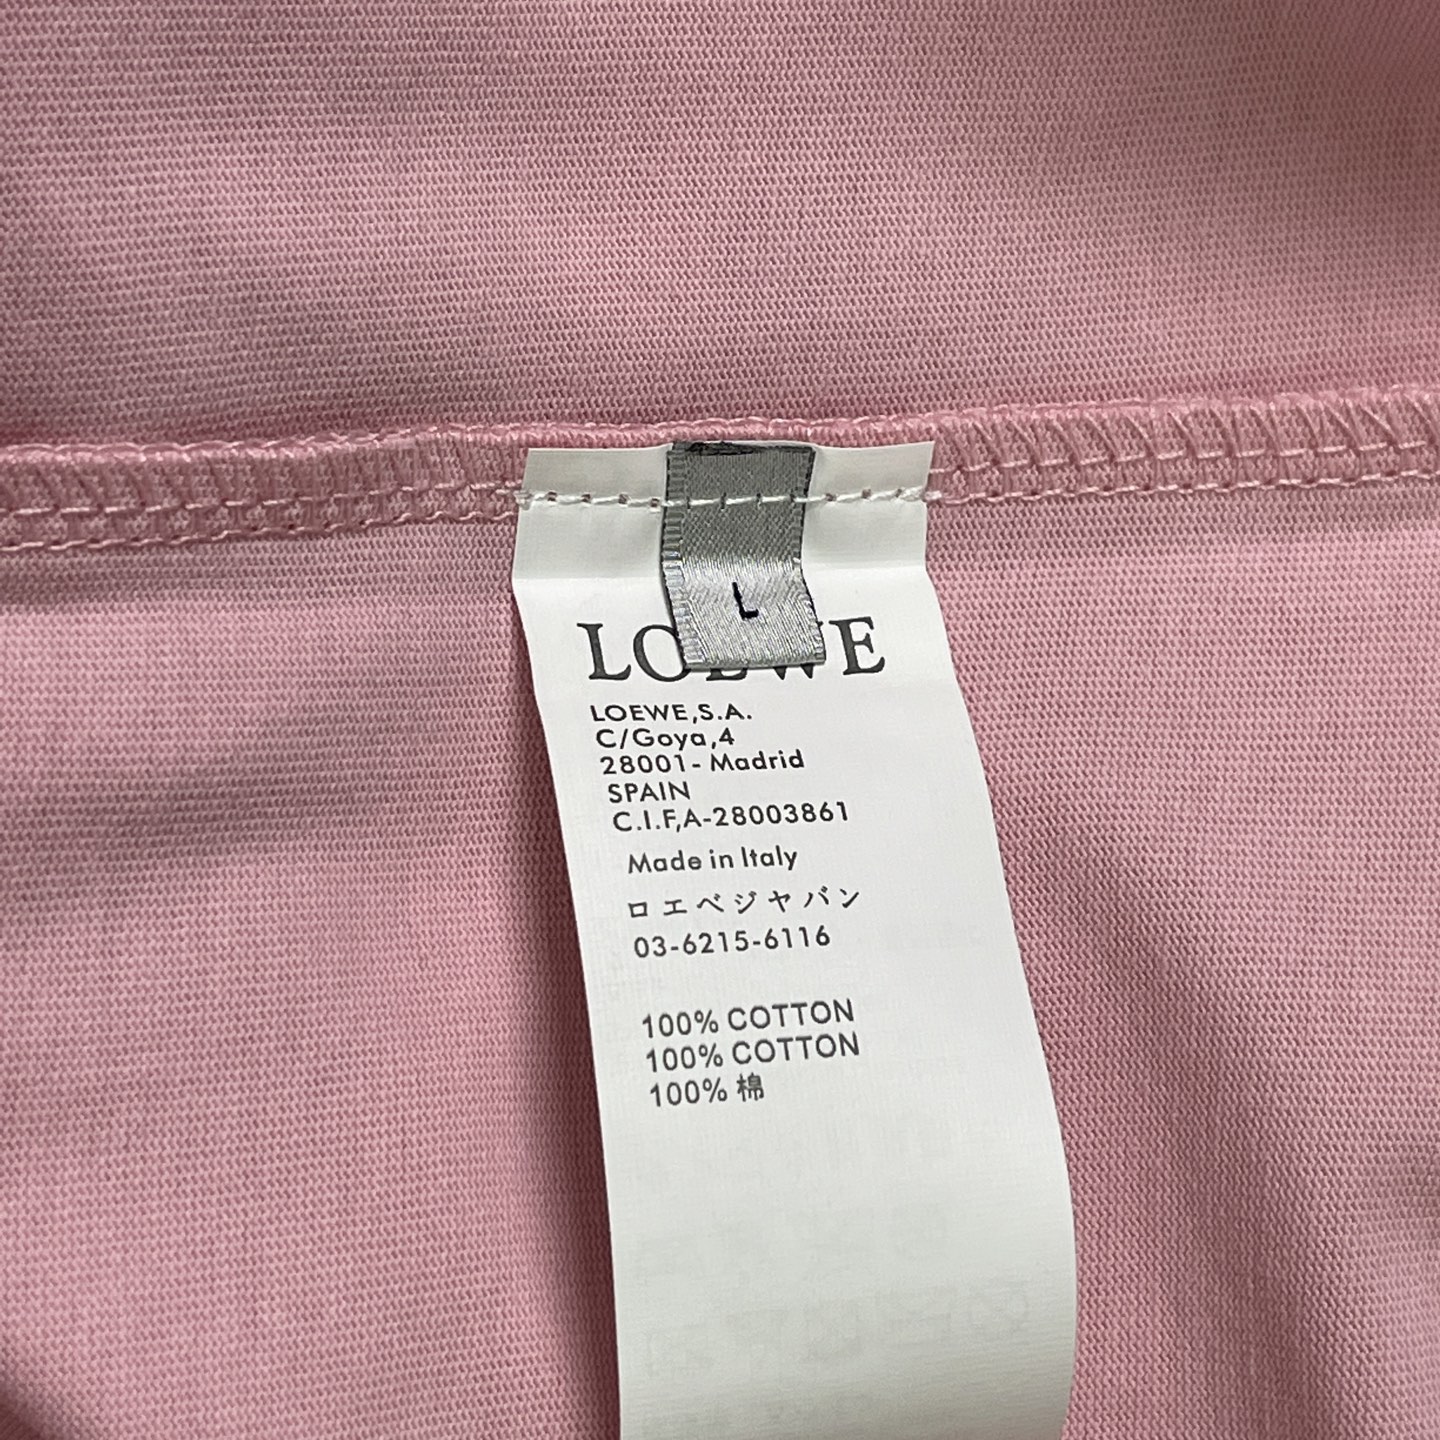 L
LOEWE
LOEWE,S.A.
C/Goya,4
28001-Madrid
SPAIN
C.I.F,A-28003861
Made in Italy
ロエベジャパン
03-6215-6116
100% COTTON
100% COTTON
100% 棉